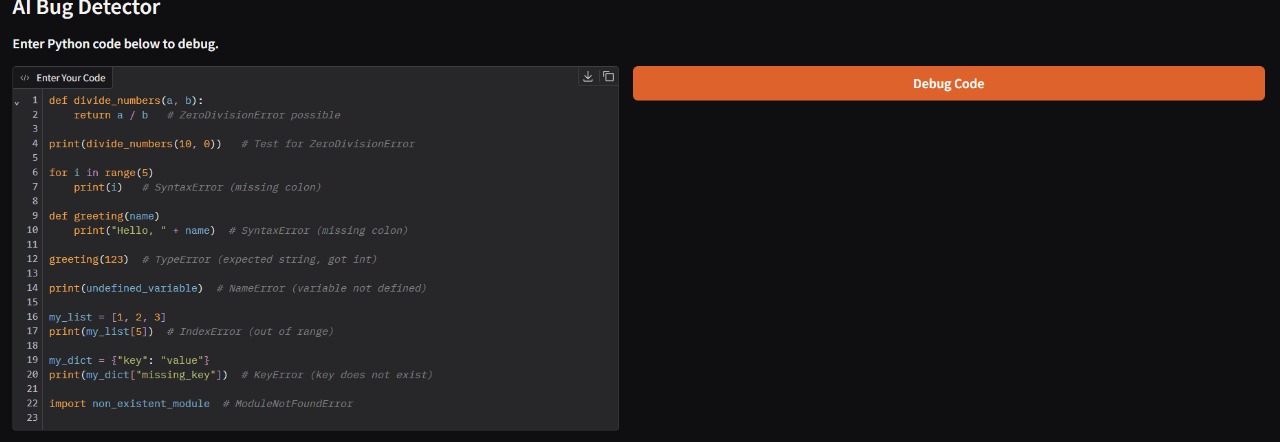 AI Bug Detector
Enter Python code below to debug.
</> Enter Your Code
Debug Code
1 def divide_numbers(a, b):
2     return a / b   # ZeroDivisionError possible
3
4 print(divide_numbers(10, 0))   # Test for ZeroDivisionError
5
6 for i in range(5)
7     print(i)   # SyntaxError (missing colon)
8
9 def greeting(name)
10     print("Hello, " + name)  # SyntaxError (missing colon)
11
12 greeting(123)  # TypeError (expected string, got int)
13
14 print(undefined_variable)  # NameError (variable not defined)
15
16 my_list = [1, 2, 3]
17 print(my_list[5])  # IndexError (out of range)
18
19 my_dict = {"key": "value"}
20 print(my_dict["missing_key"])  # KeyError (key does not exist)
21
22 import non_existent_module  # ModuleNotFoundError
23